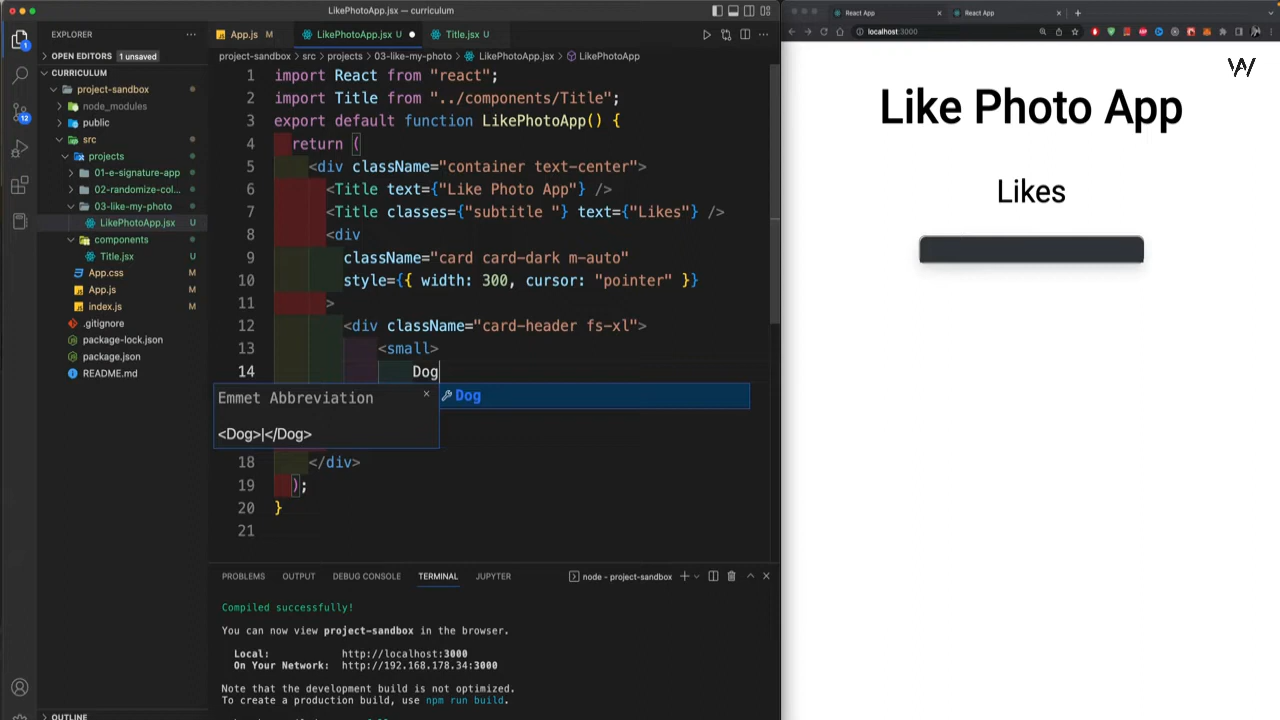 LikePhotoApp.jsx — curriculum
EXPLORER
OPEN EDITORS 1 unsaved
CURRICULUM
project-sandbox
node_modules
public
src
projects
01-e-signature-app
02-randomize-col...
03-like-my-photo
LikePhotoApp.jsx U
components
Title.jsx U
App.css M
App.js M
index.js M
.gitignore
package-lock.json
package.json
README.md
OUTLINE
1
12
App.js M
LikePhotoApp.jsx U
Title.jsx U
project-sandbox > src > projects > 03-like-my-photo > LikePhotoApp.jsx > LikePhotoApp
1 import React from "react";
2 import Title from "../components/Title";
3 export default function LikePhotoApp() {
4 return (
5 <div className="container text-center">
6 <Title text={"Like Photo App"} />
7 <Title classes={"subtitle "} text={"Likes"} />
8 <div
9 className="card card-dark m-auto"
10 style={{ width: 300, cursor: "pointer" }}
11 >
12 <div className="card-header fs-xl">
13 <small>
14 Dog
Emmet Abbreviation ×
<Dog>|</Dog>
Dog
18 </div>
19 );
20 }
21
PROBLEMS OUTPUT DEBUG CONSOLE TERMINAL JUPYTER
node - project-sandbox
Compiled successfully!
You can now view project-sandbox in the browser.
Local: http://localhost:3000
On Your Network: http://192.168.178.34:3000
Note that the development build is not optimized.
To create a production build, use npm run build.
React App
React App
localhost:3000
Like Photo App
Likes